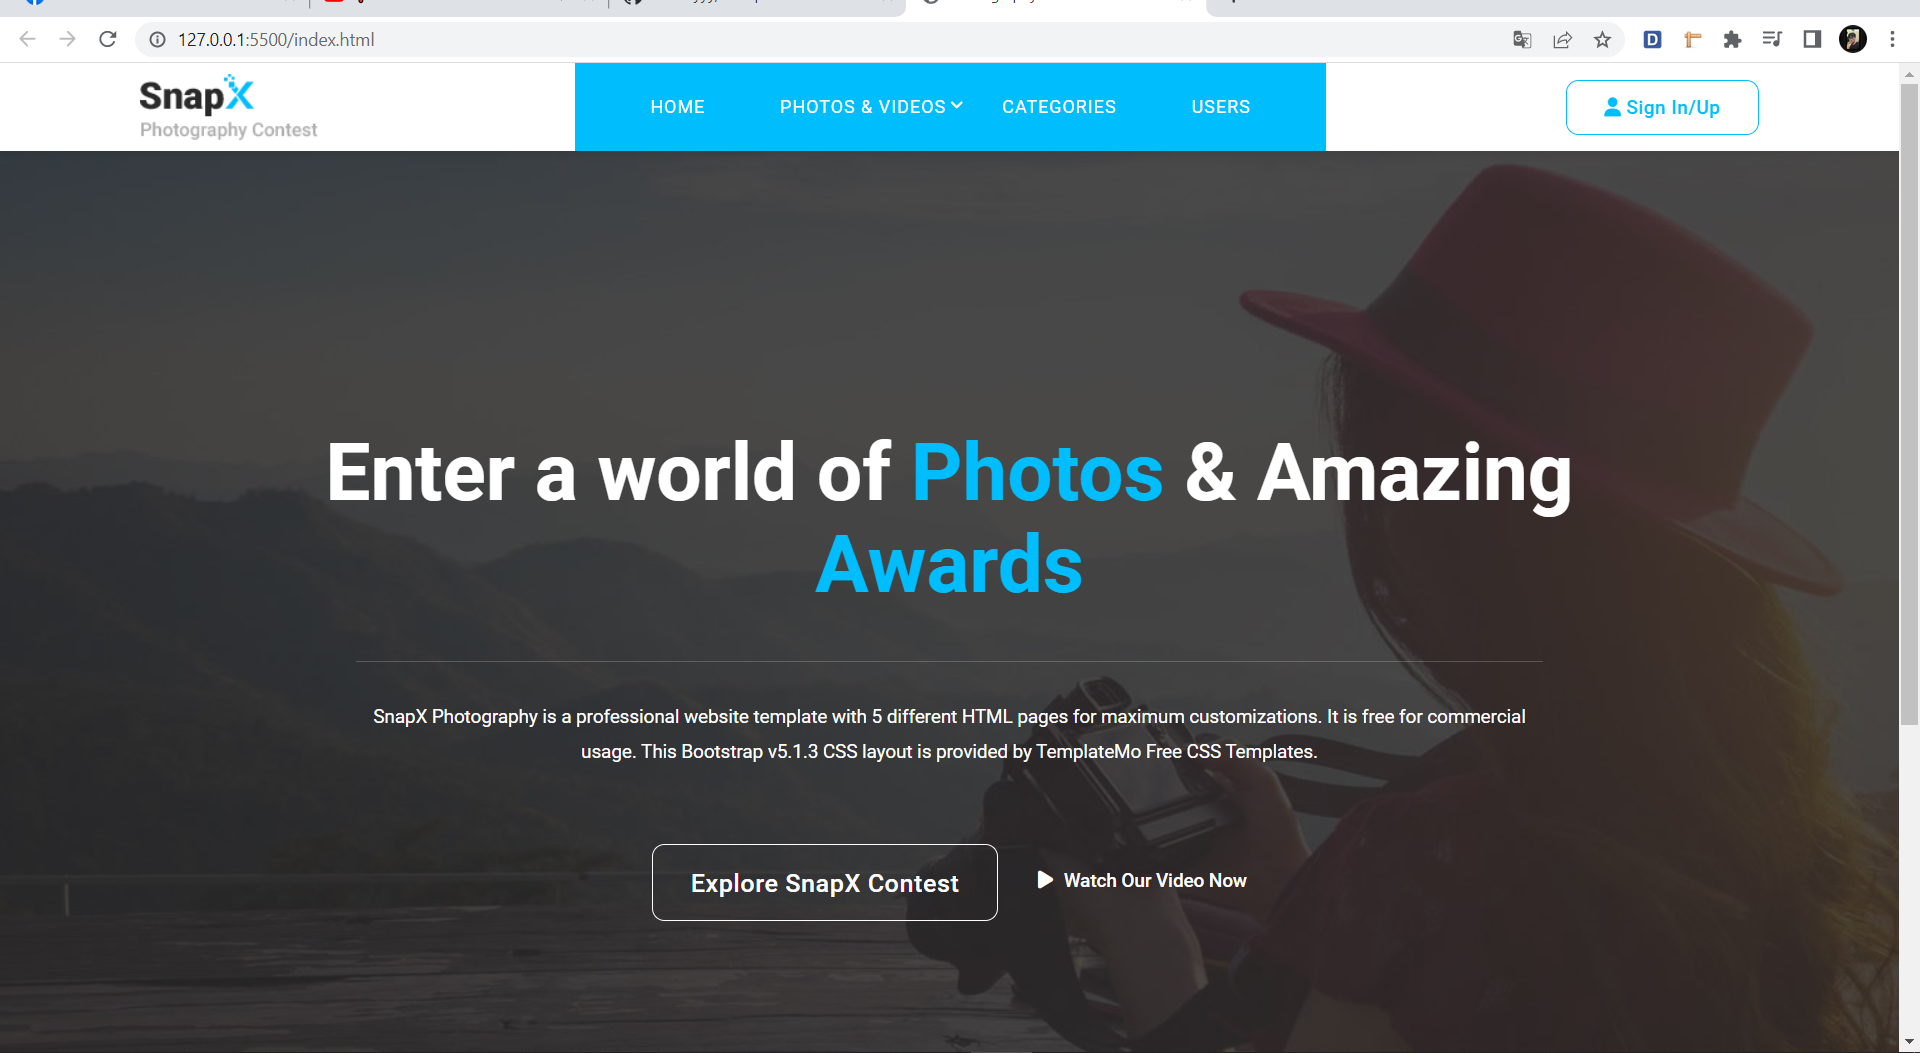 127.0.0.1:5500/index.html
SnapX
Photography Contest
HOME
PHOTOS & VIDEOS
CATEGORIES
USERS
Sign In/Up
Enter a world of Photos & Amazing
Awards
SnapX Photography is a professional website template with 5 different HTML pages for maximum customizations. It is free for commercial
usage. This Bootstrap v5.1.3 CSS layout is provided by TemplateMo Free CSS Templates.
Explore SnapX Contest
Watch Our Video Now